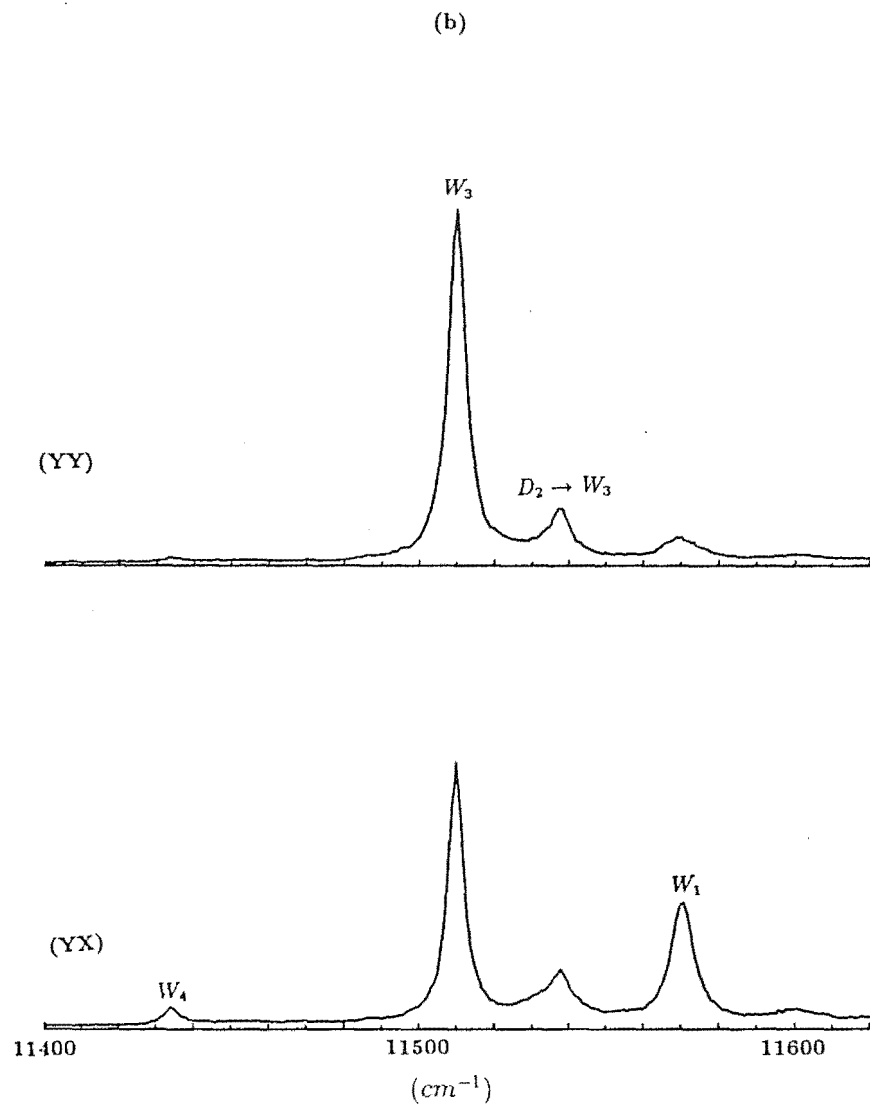 (b)
W₃
(YY)
D₂ → W₃
W₁
(YX)
W₄
11400 11500 11600
(cm⁻¹)